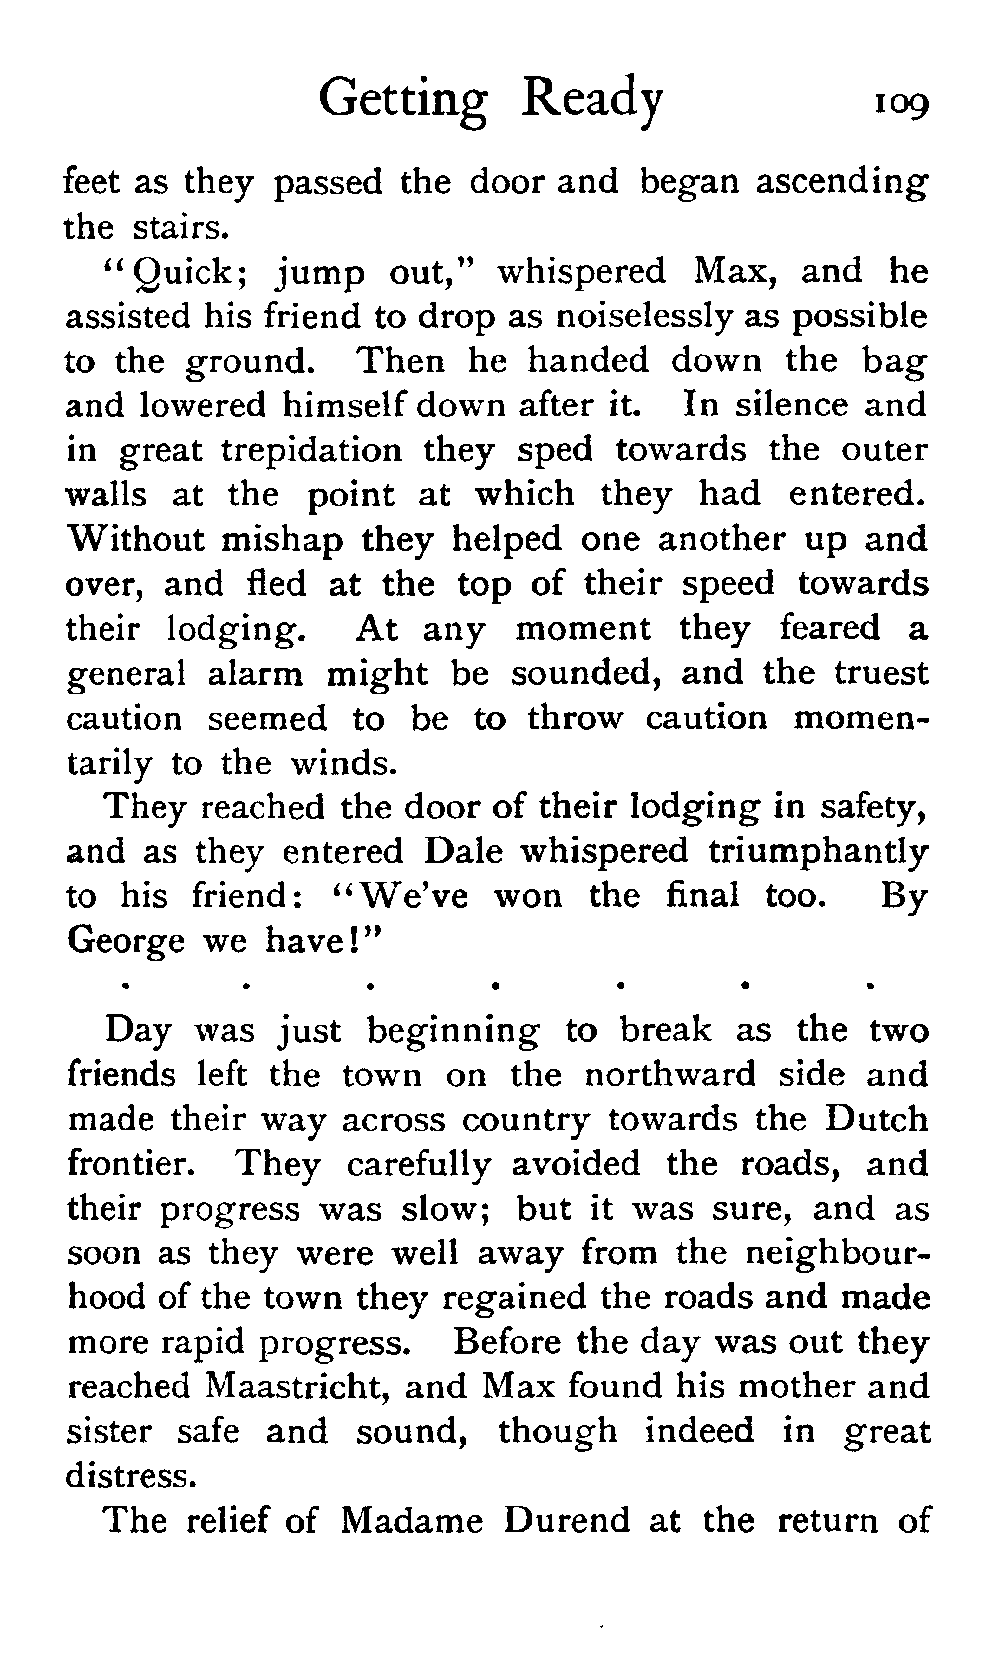 Getting Ready 109
feet as they passed the door and began ascending
the stairs.
"Quick; jump out," whispered Max, and he
assisted his friend to drop as noiselessly as possible
to the ground. Then he handed down the bag
and lowered himself down after it. In silence and
in great trepidation they sped towards the outer
walls at the point at which they had entered.
Without mishap they helped one another up and
over, and fled at the top of their speed towards
their lodging. At any moment they feared a
general alarm might be sounded, and the truest
caution seemed to be to throw caution momen-
tarily to the winds.
They reached the door of their lodging in safety,
and as they entered Dale whispered triumphantly
to his friend: "We've won the final too. By
George we have!"
. . . . . . .
Day was just beginning to break as the two
friends left the town on the northward side and
made their way across country towards the Dutch
frontier. They carefully avoided the roads, and
their progress was slow; but it was sure, and as
soon as they were well away from the neighbour-
hood of the town they regained the roads and made
more rapid progress. Before the day was out they
reached Maastricht, and Max found his mother and
sister safe and sound, though indeed in great
distress.
The relief of Madame Durend at the return of